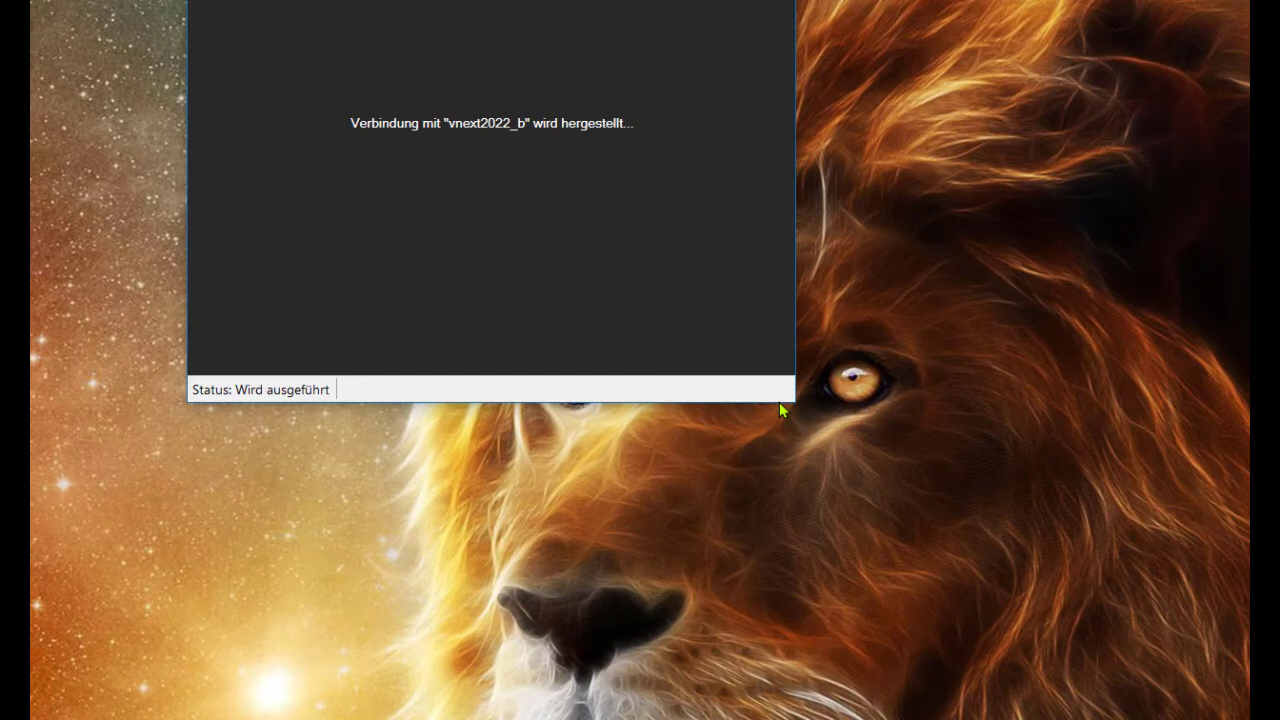 Verbindung mit "vnext2022_b" wird hergestellt...
Status: Wird ausgeführt